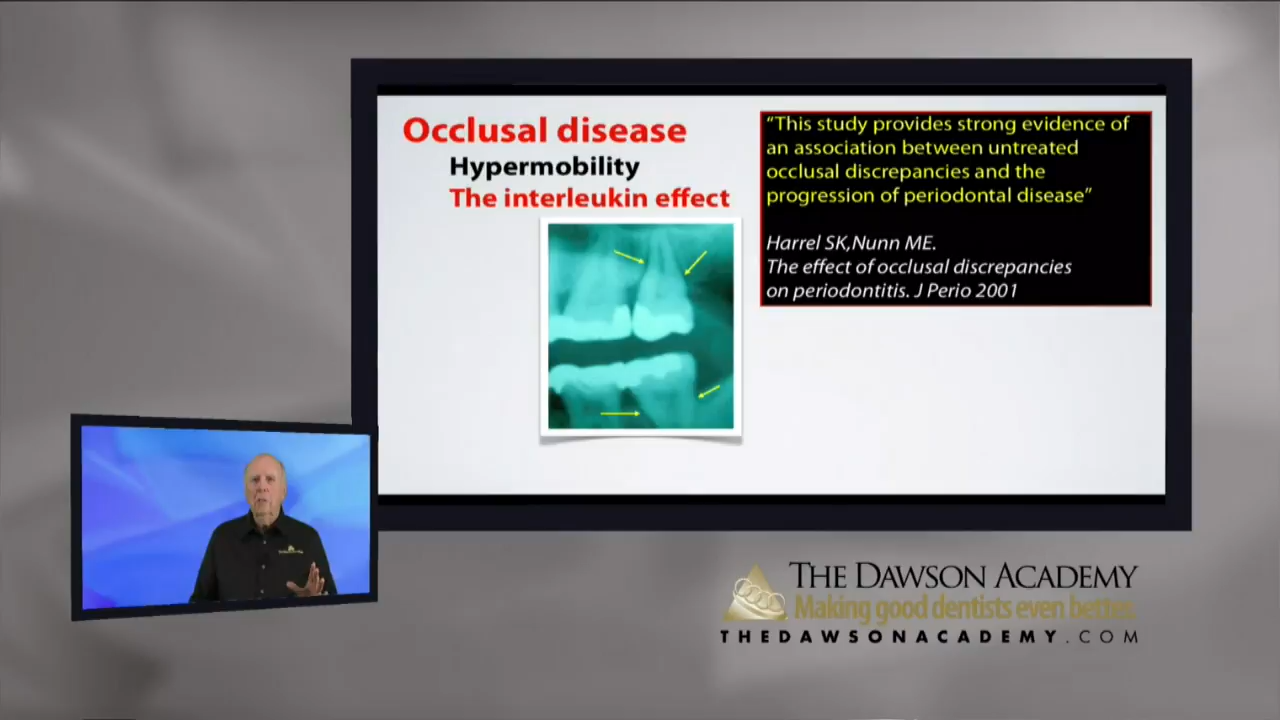 Occlusal disease
Hypermobility
The interleukin effect
“This study provides strong evidence of
an association between untreated
occlusal discrepancies and the
progression of periodontal disease”
Harrel SK,Nunn ME.
The effect of occlusal discrepancies
on periodontitis. J Perio 2001
THE DAWSON ACADEMY
Making good dentists even better.
THEDAWSONACADEMY.COM